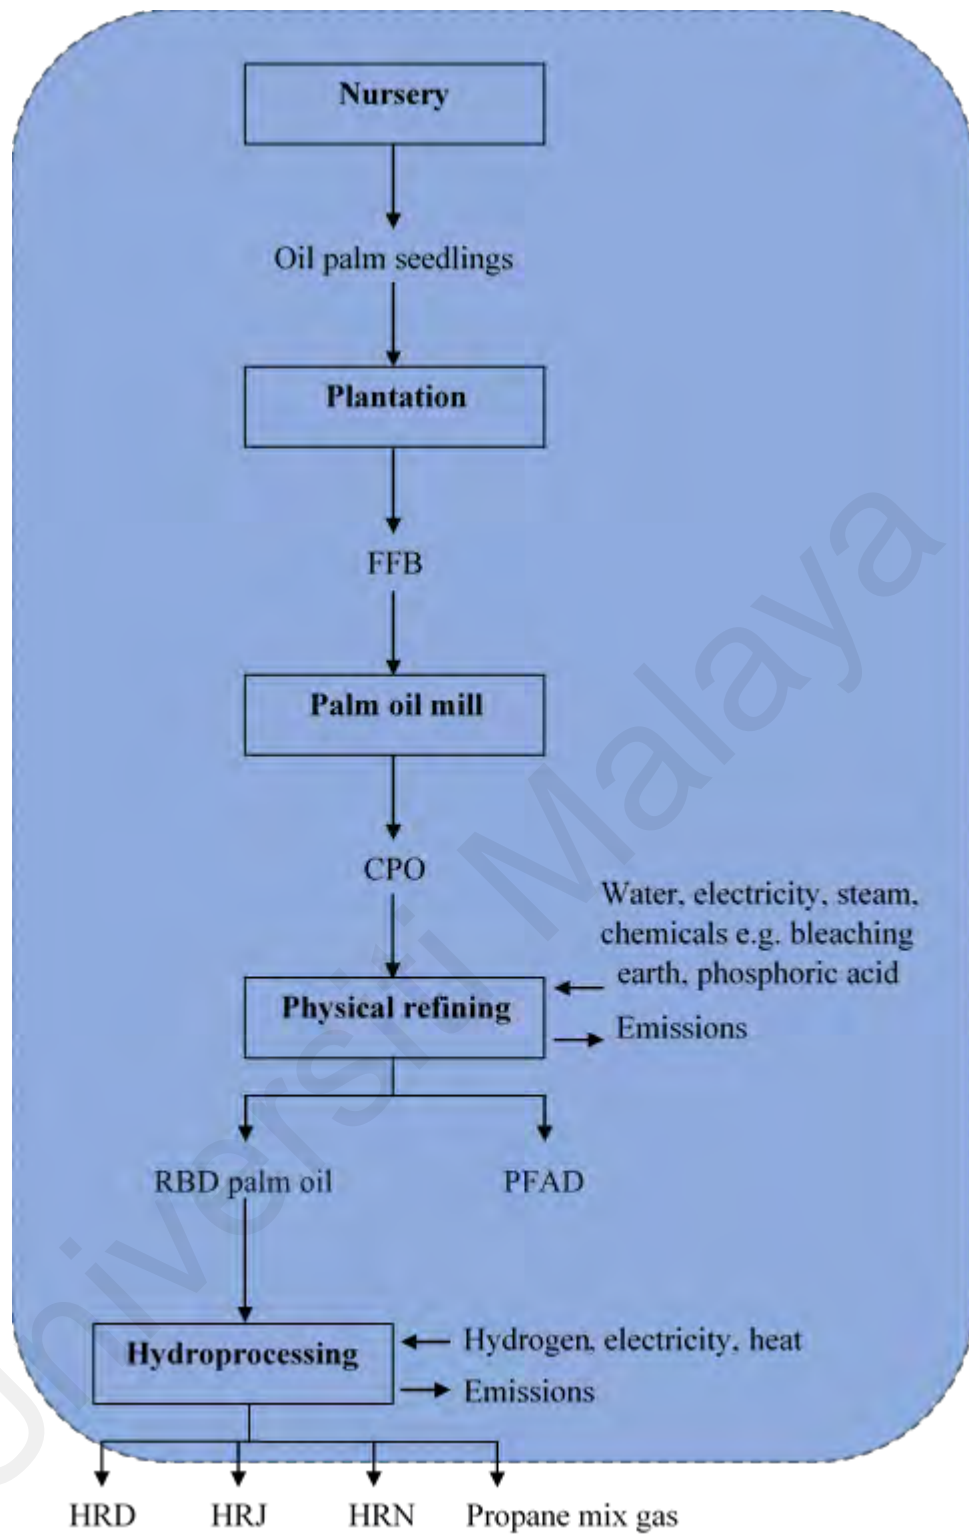 Nursery
Oil palm seedlings
Plantation
FFB
Palm oil mill
CPO
Water, electricity, steam,
chemicals e.g. bleaching
earth, phosphoric acid
Physical refining
Emissions
RBD palm oil
PFAD
Hydroprocessing
Hydrogen, electricity, heat
Emissions
HRD
HRJ
HRN
Propane mix gas
Universiti Malaya